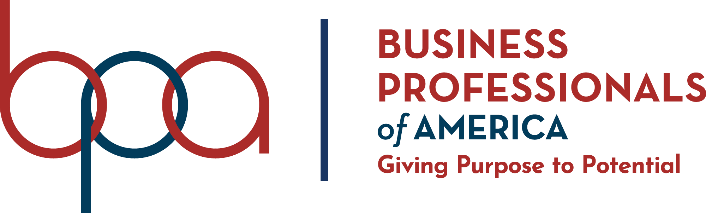 bpa
BUSINESS
PROFESSIONALS
of AMERICA
Giving Purpose to Potential